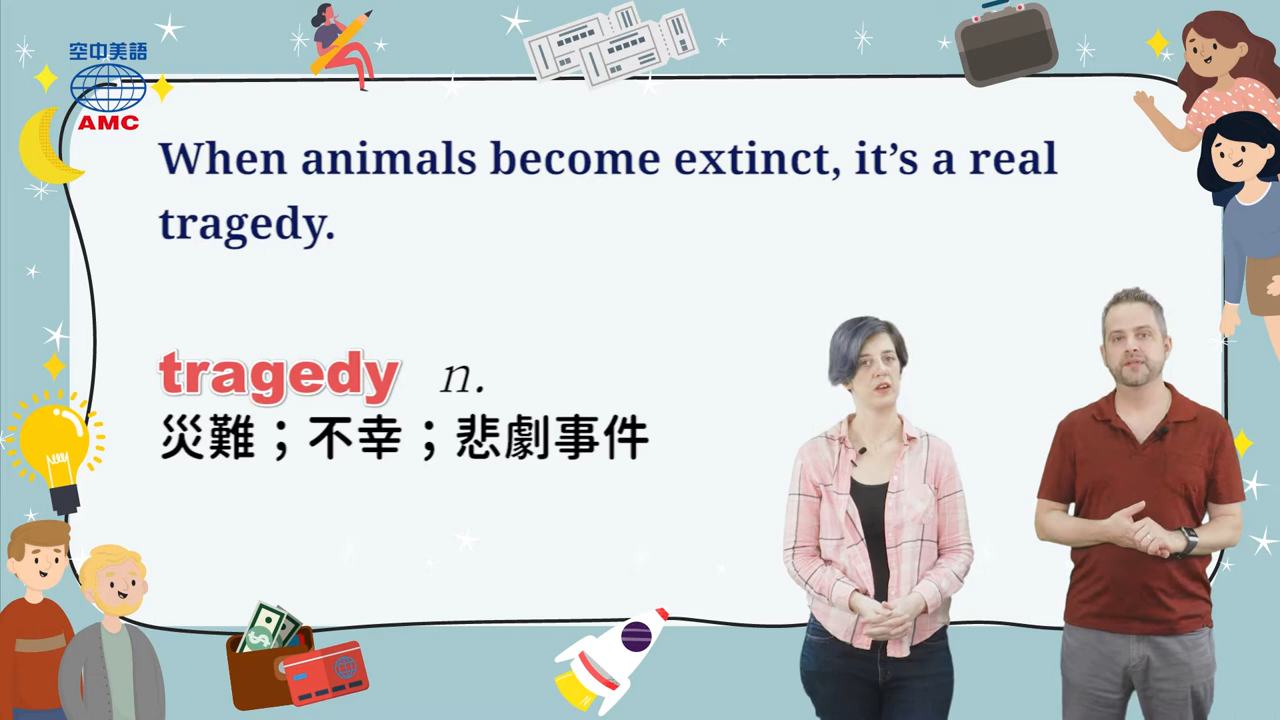 空中美語
AMC
When animals become extinct, it's a real
tragedy.
tragedy n.
災難；不幸；悲劇事件